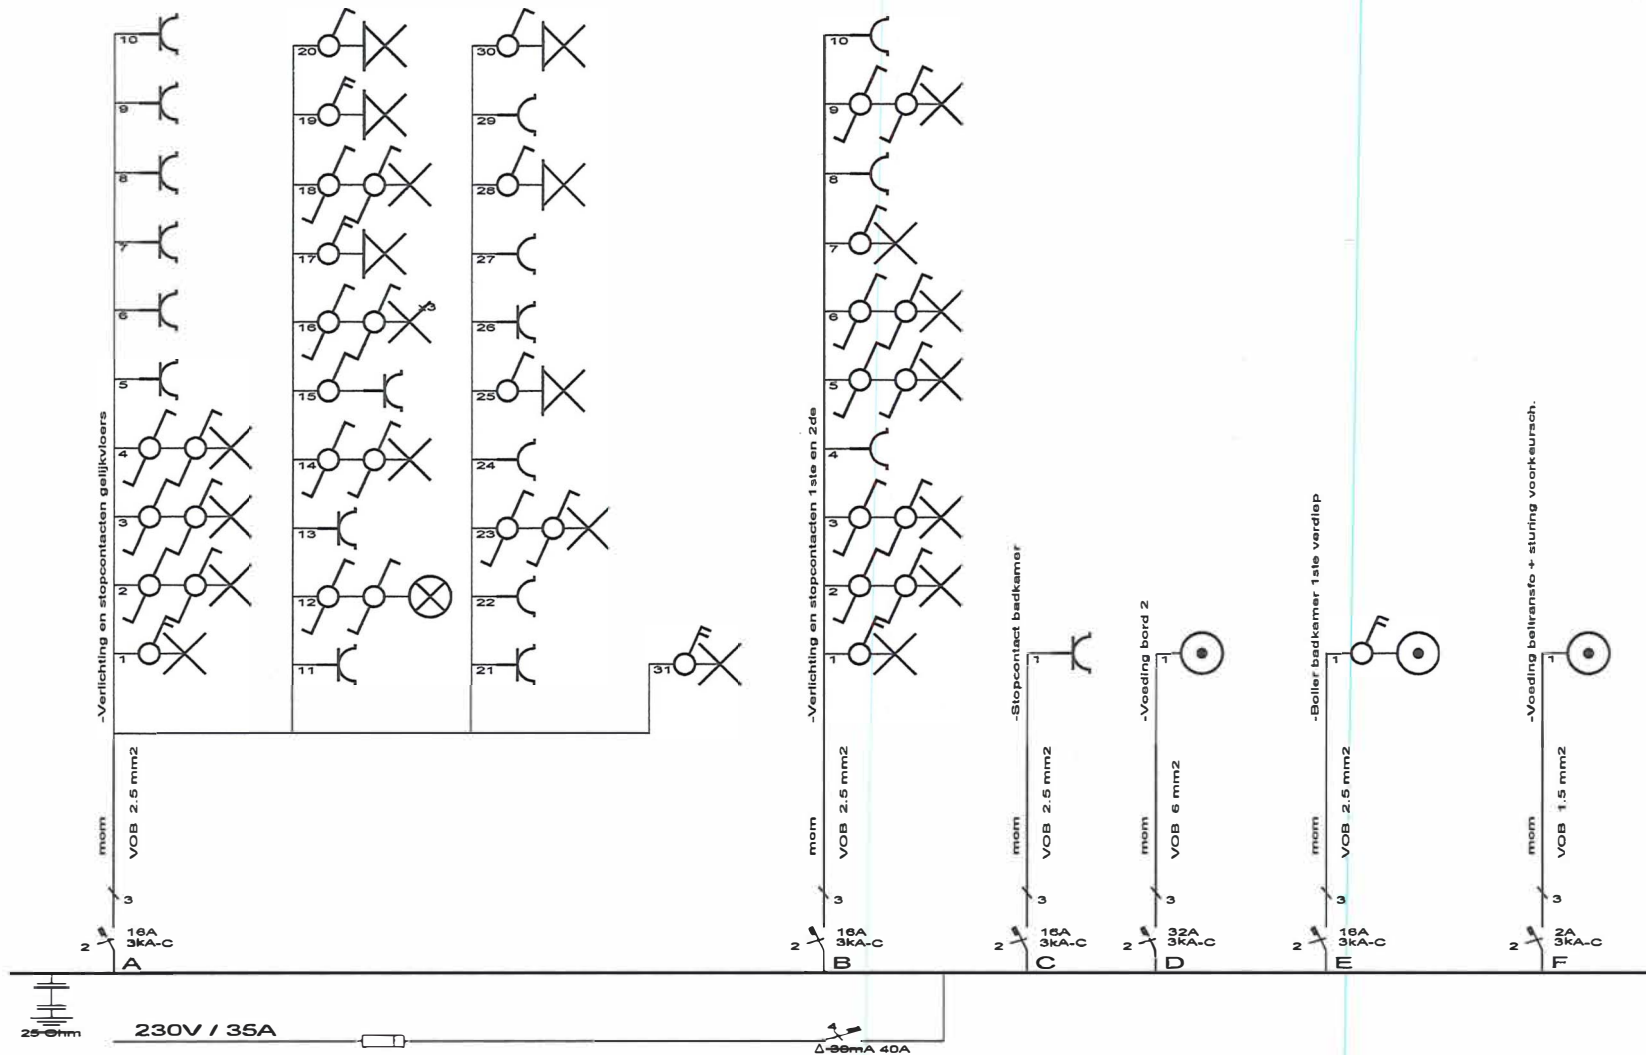 10
9
8
7
6
5
4
3
2
1
20
19
18
17
16
3
15
14
13
12
11
30
29
28
27
26
25
24
23
22
21
31
10
9
8
7
6
5
4
3
2
1
1
1
1
1
-Verlichting en stopcontacten gelijkvloers
-Verlichting en stopcontacten 1ste en 2de
-Stopcontact badkamer
-Voeding bord 2
-Boiler badkamer 1ste verdiep
-Voeding beltransfo + sturing voorkeursch.
mom
VOB 2.5 mm2
mom
VOB 2.5 mm2
mom
VOB 2.5 mm2
mom
VOB 6 mm2
mom
VOB 2.5 mm2
mom
VOB 1.5 mm2
3
3
3
3
3
3
2
16A
3kA-C
A
2
16A
3kA-C
B
2
16A
3kA-C
C
2
32A
3kA-C
D
2
16A
3kA-C
E
2
2A
3kA-C
F
25 Ohm
230V / 35A
4
Δ 30mA 40A